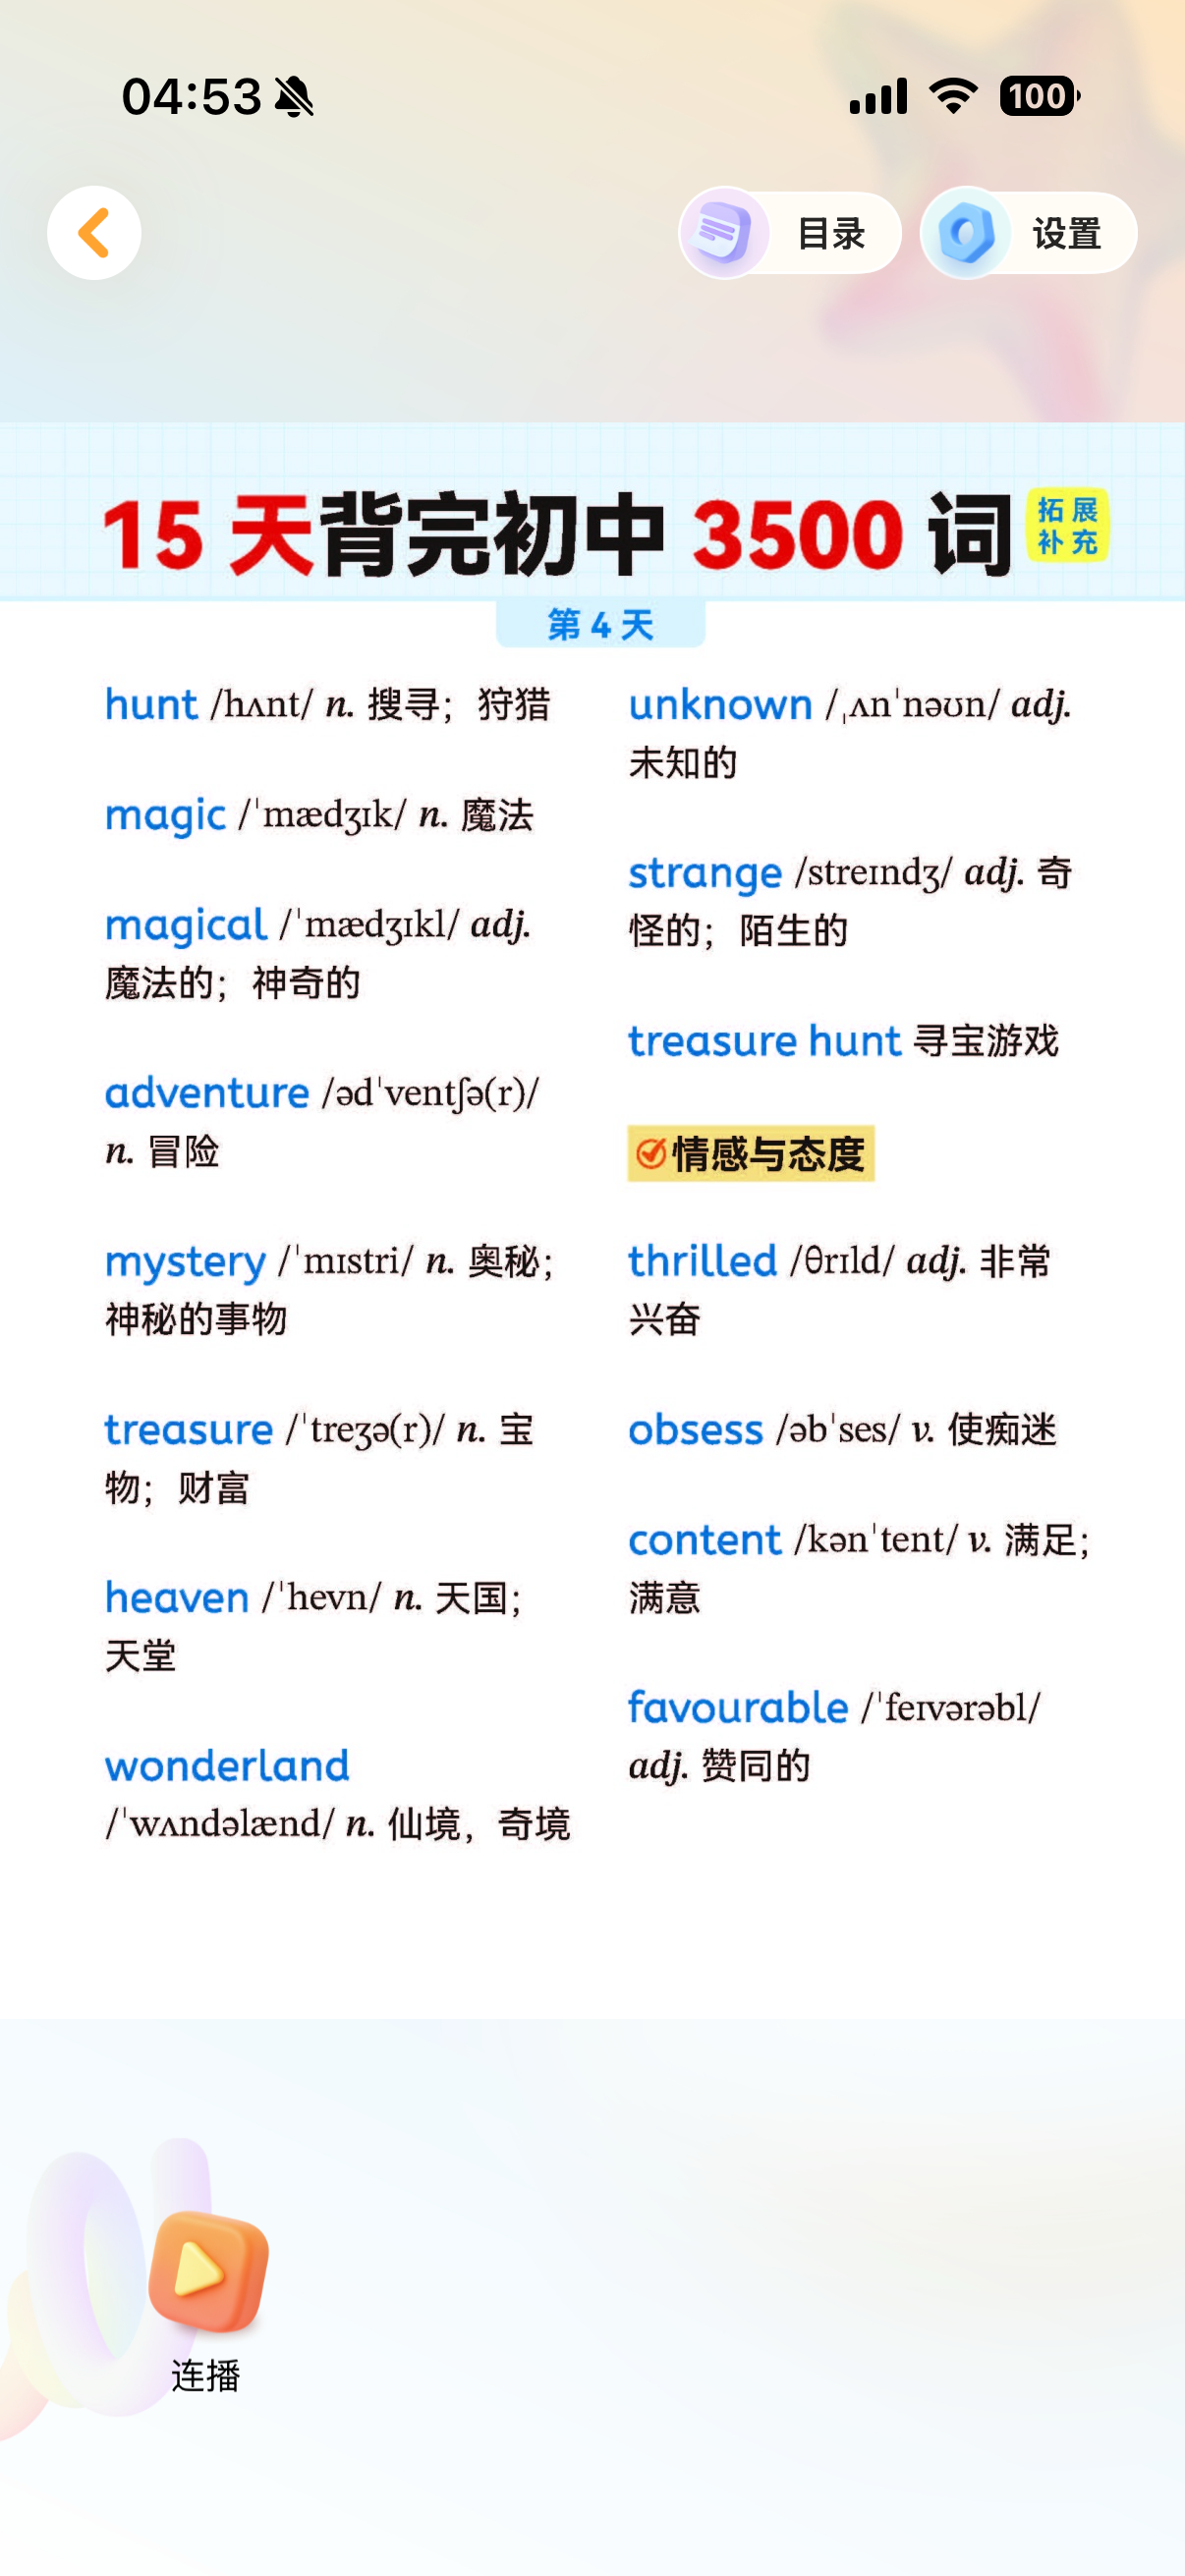 04:53
100
目录
设置
15 天背完初中 3500 词
拓展
补充
第 4 天
hunt /hʌnt/ n. 搜寻；狩猎
magic /ˈmædʒɪk/ n. 魔法
magical /ˈmædʒɪkl/ adj.
魔法的；神奇的
adventure /ədˈventʃə(r)/
n. 冒险
mystery /ˈmɪstri/ n. 奥秘；
神秘的事物
treasure /ˈtreʒə(r)/ n. 宝
物；财富
heaven /ˈhevn/ n. 天国；
天堂
wonderland
/ˈwʌndəlænd/ n. 仙境，奇境
unknown /ˌʌnˈnəʊn/ adj.
未知的
strange /streɪndʒ/ adj. 奇
怪的；陌生的
treasure hunt 寻宝游戏
情感与态度
thrilled /θrɪld/ adj. 非常
兴奋
obsess /əbˈses/ v. 使痴迷
content /kənˈtent/ v. 满足；
满意
favourable /ˈfeɪvərəbl/
adj. 赞同的
连播